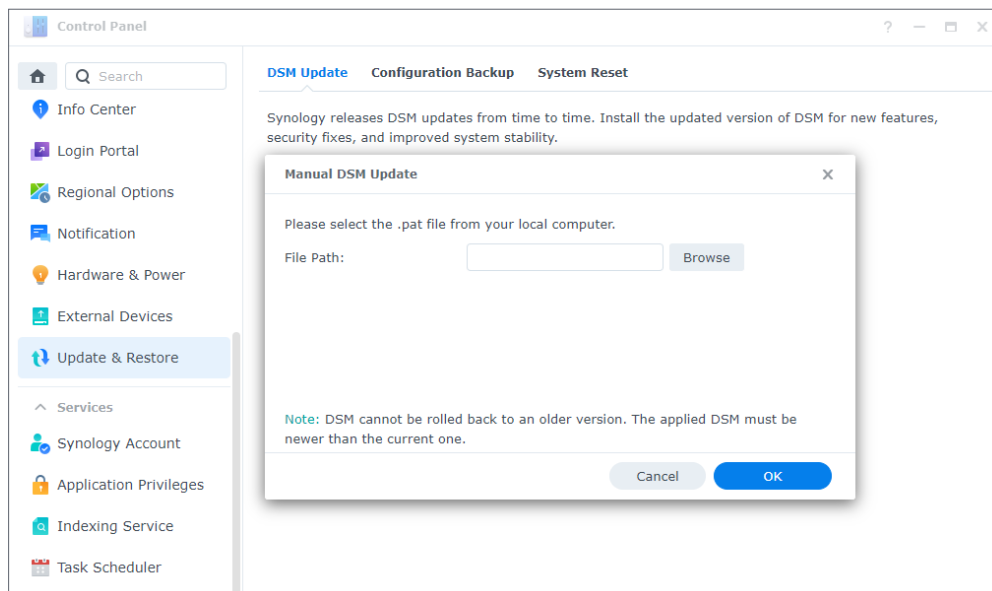 Control Panel
?
Search
DSM Update Configuration Backup System Reset
Info Center
Login Portal
Regional Options
Notification
Hardware & Power
External Devices
Update & Restore
Services
Synology Account
Application Privileges
Indexing Service
Task Scheduler
Synology releases DSM updates from time to time. Install the updated version of DSM for new features,
security fixes, and improved system stability.
Manual DSM Update
Please select the .pat file from your local computer.
File Path:
Browse
Note: DSM cannot be rolled back to an older version. The applied DSM must be
newer than the current one.
Cancel OK